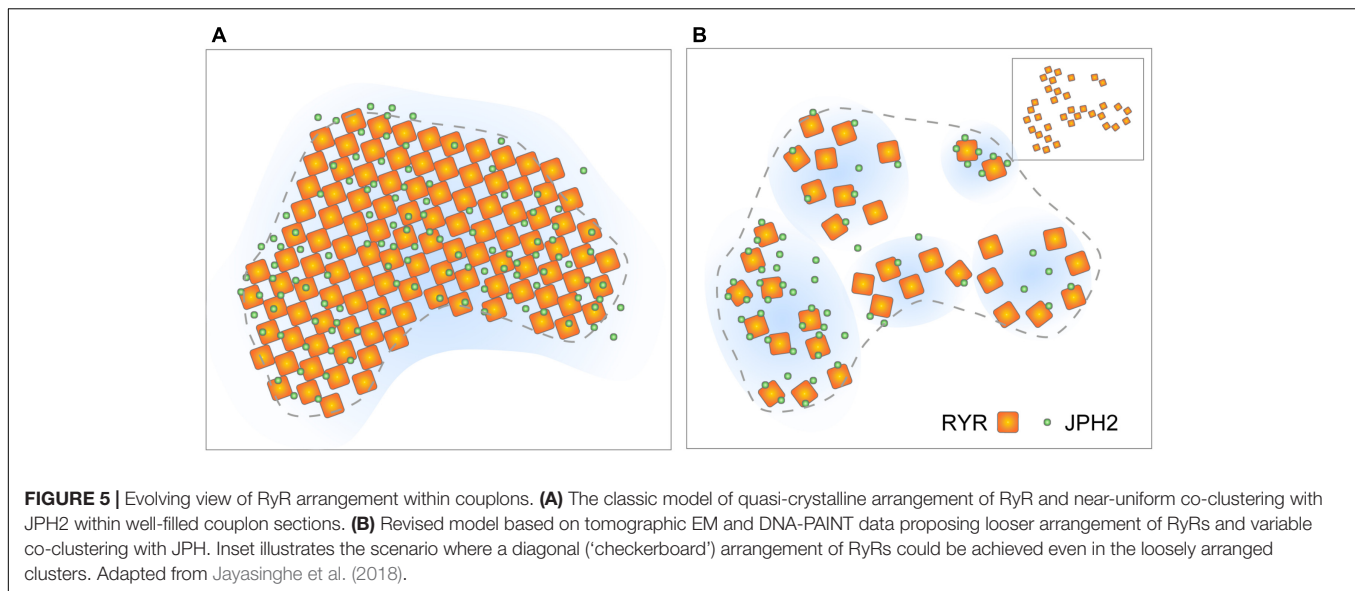 A
B
RYR
JPH2
FIGURE 5 | Evolving view of RyR arrangement within couplons. (A) The classic model of quasi-crystalline arrangement of RyR and near-uniform co-clustering with
JPH2 within well-filled couplon sections. (B) Revised model based on tomographic EM and DNA-PAINT data proposing looser arrangement of RyRs and variable
co-clustering with JPH. Inset illustrates the scenario where a diagonal (‘checkerboard’) arrangement of RyRs could be achieved even in the loosely arranged
clusters. Adapted from Jayasinghe et al. (2018).